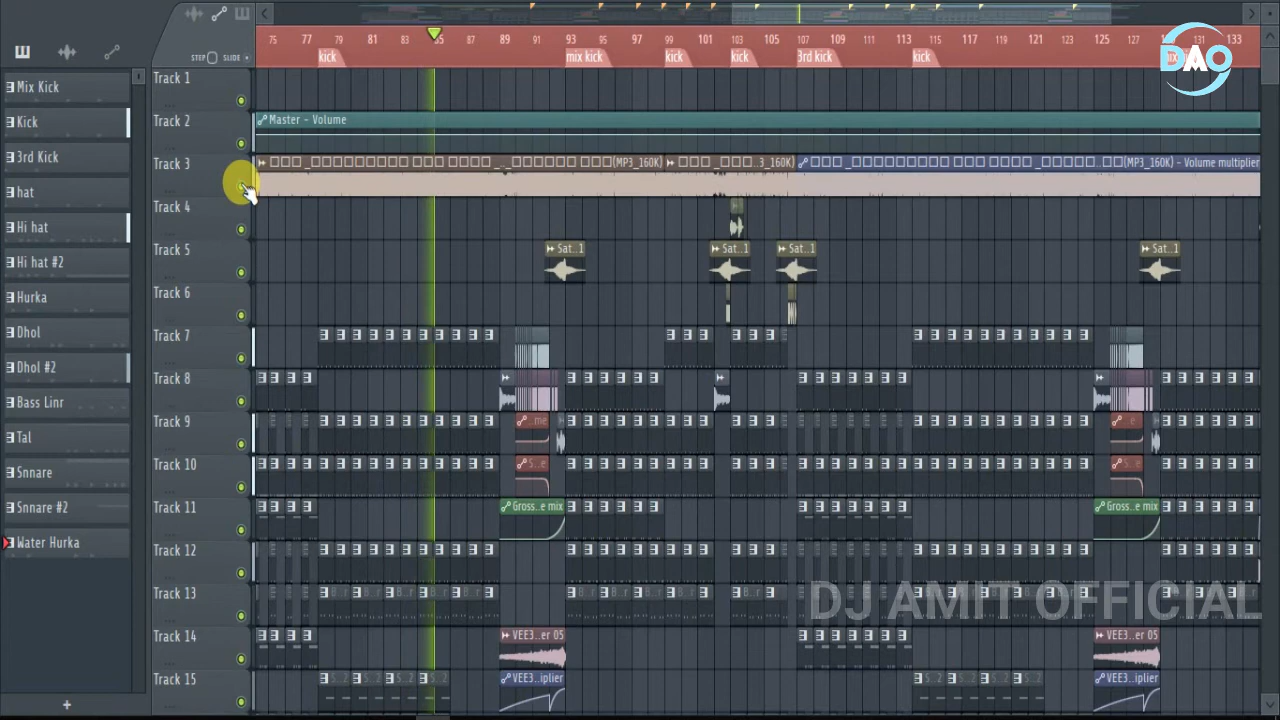 STEP SLIDE
75 77 79 81 83 85 89 91 93 95 97 99 101 103 105 107 109 111 113 115 117 119 121 123 125 127 131 133
kick mix kick kick kick 3rd kick kick
DAO
Mix Kick
Kick
3rd Kick
hat
Hi hat
Hi hat #2
Hurka
Dhol
Dhol #2
Bass Linr
Tal
Snnare
Snnare #2
Water Hurka
Track 1
Track 2
Master - Volume
Track 3
(MP3_160K) 3_160K) (MP3_160K) - Volume multiplier
Track 4
Track 5
Sat..1 Sat..1 Sat..1 Sat..1
Track 6
Track 7
Track 8
Track 9
..me ..e
Track 10
S..e S..e
Track 11
Gross..e mix Gross..e mix
Track 12
Track 13
Track 14
VEE3..er 05 VEE3..er 05
Track 15
VEE3..iplier VEE3..iplier
DJ AMIT OFFICIAL